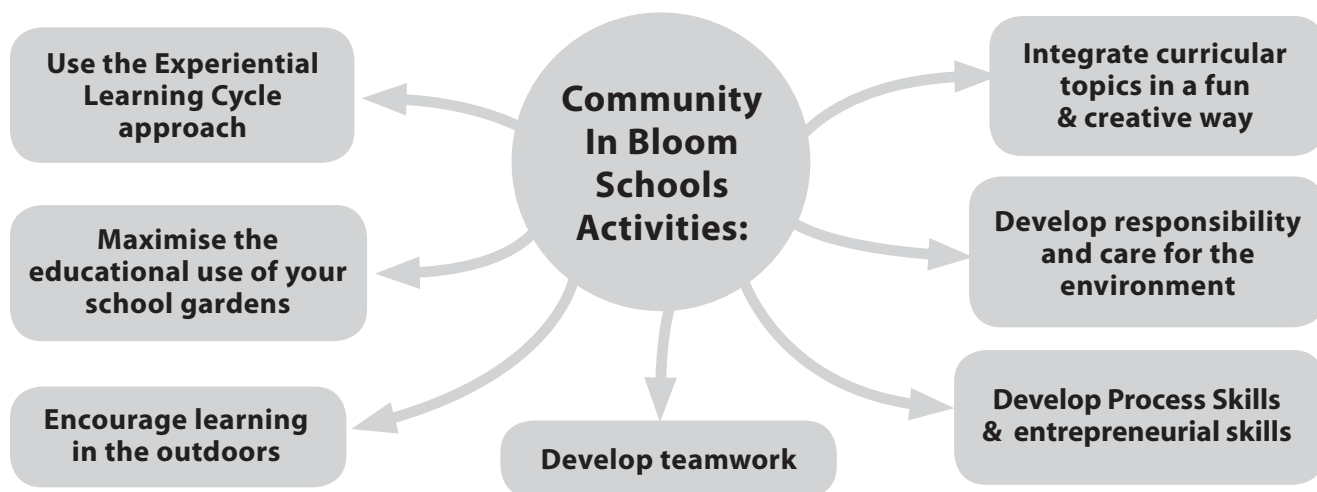 Community
In Bloom
Schools
Activities:
Use the Experiential
Learning Cycle
approach
Maximise the
educational use of your
school gardens
Encourage learning
in the outdoors
Develop teamwork
Integrate curricular
topics in a fun
& creative way
Develop responsibility
and care for the
environment
Develop Process Skills
& entrepreneurial skills